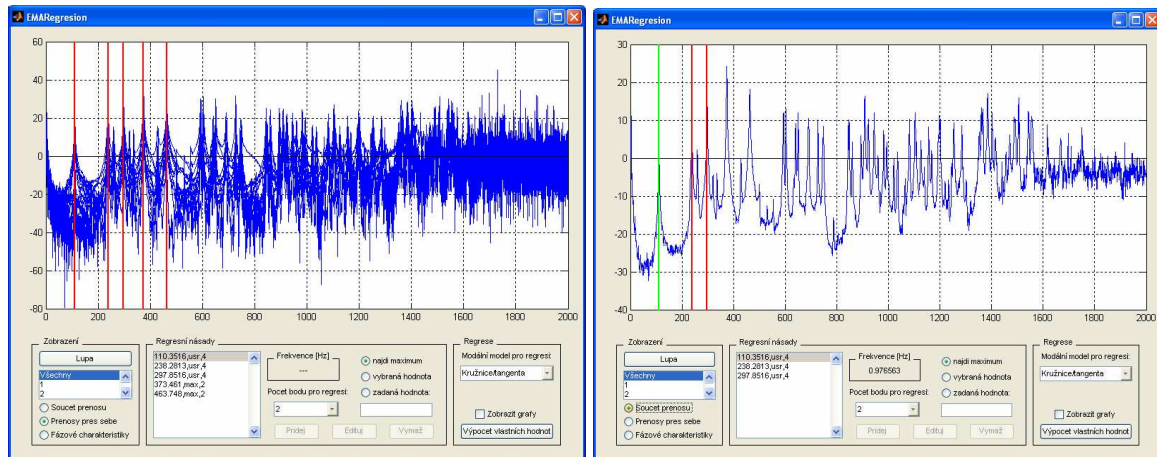 EMARegresion
60
40
20
0
-20
-40
-60
-80
0 200 400 600 800 1000 1200 1400 1600 1800 2000
Zobrazení
Lupa
Všechny
1
2
Soucet prenosu
Prenosy pres sebe
Fázové charakteristiky
Regresní násady
110.3516,usr,4
238.2813,usr,4
297.8516,usr,4
373.461,max,2
463.748,max,2
Frekvence [Hz]
---
Pocet bodu pro regresi:
2
najdi maximum
vybraná hodnota
zadaná hodnota:
Pridej Edituj Vymaž
Regrese
Modální model pro regresi:
Kružnice/tangenta
Zobrazit grafy
Výpocet vlastních hodnot
EMARegresion
30
20
10
0
-10
-20
-30
-40
0 200 400 600 800 1000 1200 1400 1600 1800 2000
Zobrazení
Lupa
Všechny
1
2
Soucet prenosu
Prenosy pres sebe
Fázové charakteristiky
Regresní násady
110.3516,usr,4
238.2813,usr,4
297.8516,usr,4
Frekvence [Hz]
0.976563
Pocet bodu pro regresi:
2
najdi maximum
vybraná hodnota
zadaná hodnota:
Pridej Edituj Vymaž
Regrese
Modální model pro regresi:
Kružnice/tangenta
Zobrazit grafy
Výpocet vlastních hodnot